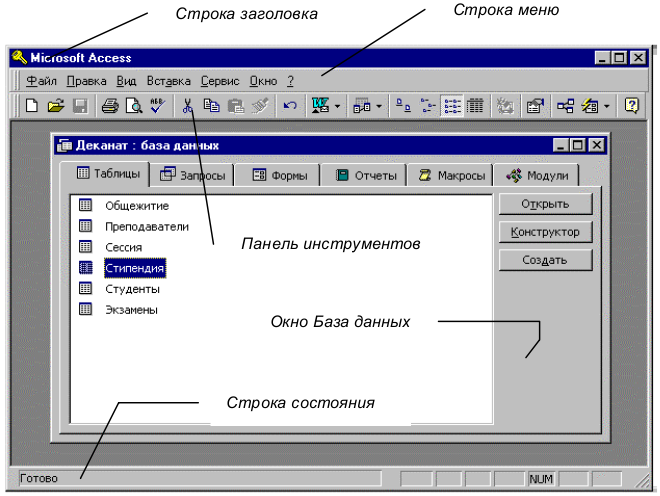 Строка заголовка
Строка меню
Microsoft Access
Файл Правка Вид Вставка Сервис Окно ?
Деканат : база данных
Таблицы Запросы Формы Отчеты Макросы Модули
Общежитие
Преподаватели
Сессия
Стипендия
Студенты
Экзамены
Открыть
Конструктор
Создать
Панель инструментов
Окно База данных
Строка состояния
Готово NUM